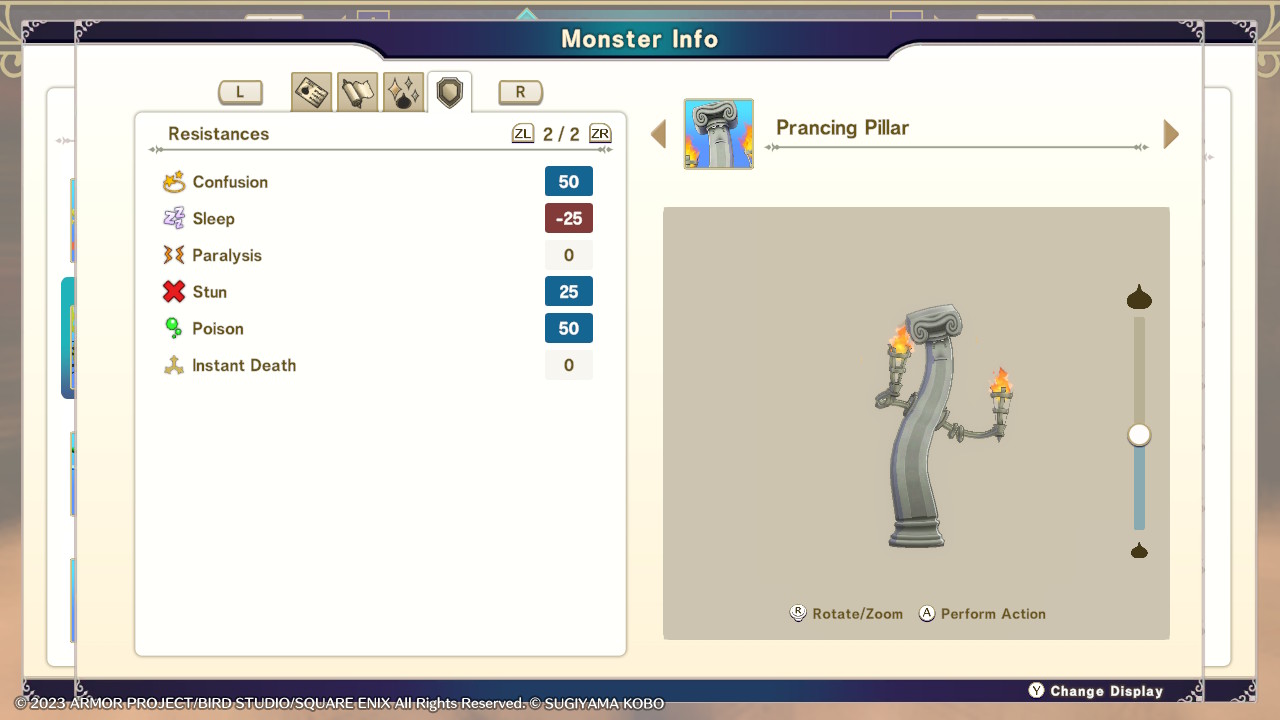 Monster Info
L
R
Resistances
ZL 2 / 2 ZR
Confusion 50
Sleep -25
Paralysis 0
Stun 25
Poison 50
Instant Death 0
Prancing Pillar
R Rotate/Zoom A Perform Action
Y Change Display
© 2023 ARMOR PROJECT/BIRD STUDIO/SQUARE ENIX All Rights Reserved. © SUGIYAMA KOBO